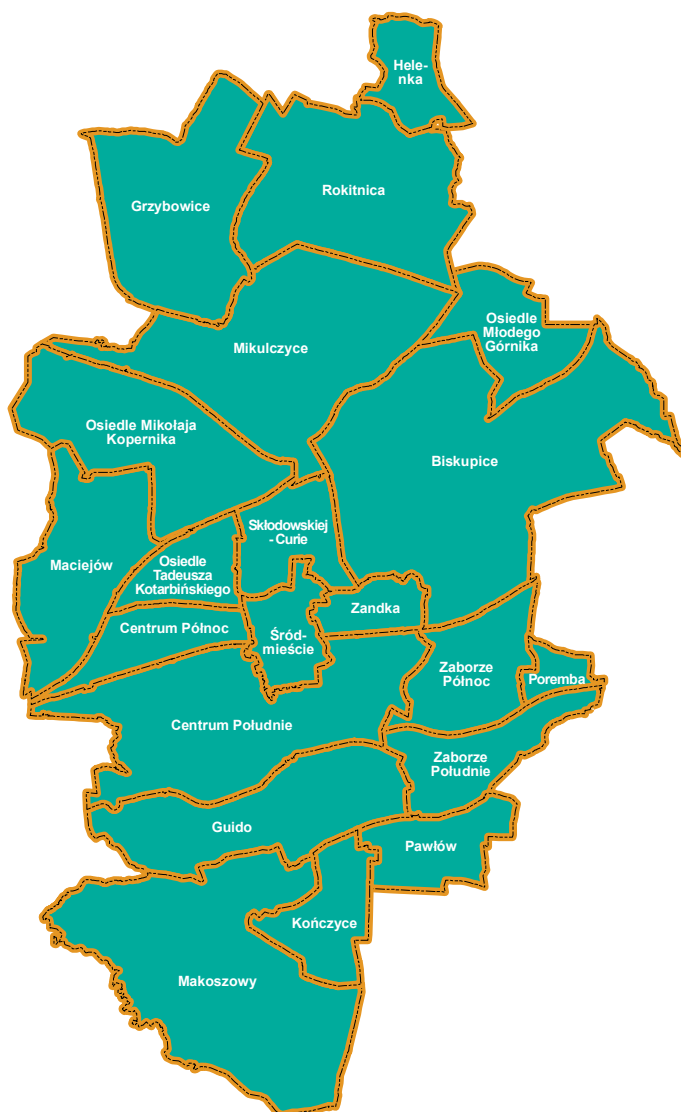 Hele-
nka
Rokitnica
Grzybowice
Osiedle
Młodego
Górnika
Mikulczyce
Osiedle Mikołaja
Kopernika
Biskupice
Skłodowskiej
-Curie
Maciejów
Osiedle
Tadeusza
Kotarbińskiego
Zandka
Centrum Północ
Śród-
mieście
Zaborze
Północ
Poremba
Centrum Południe
Zaborze
Południe
Guido
Pawłów
Kończyce
Makoszowy